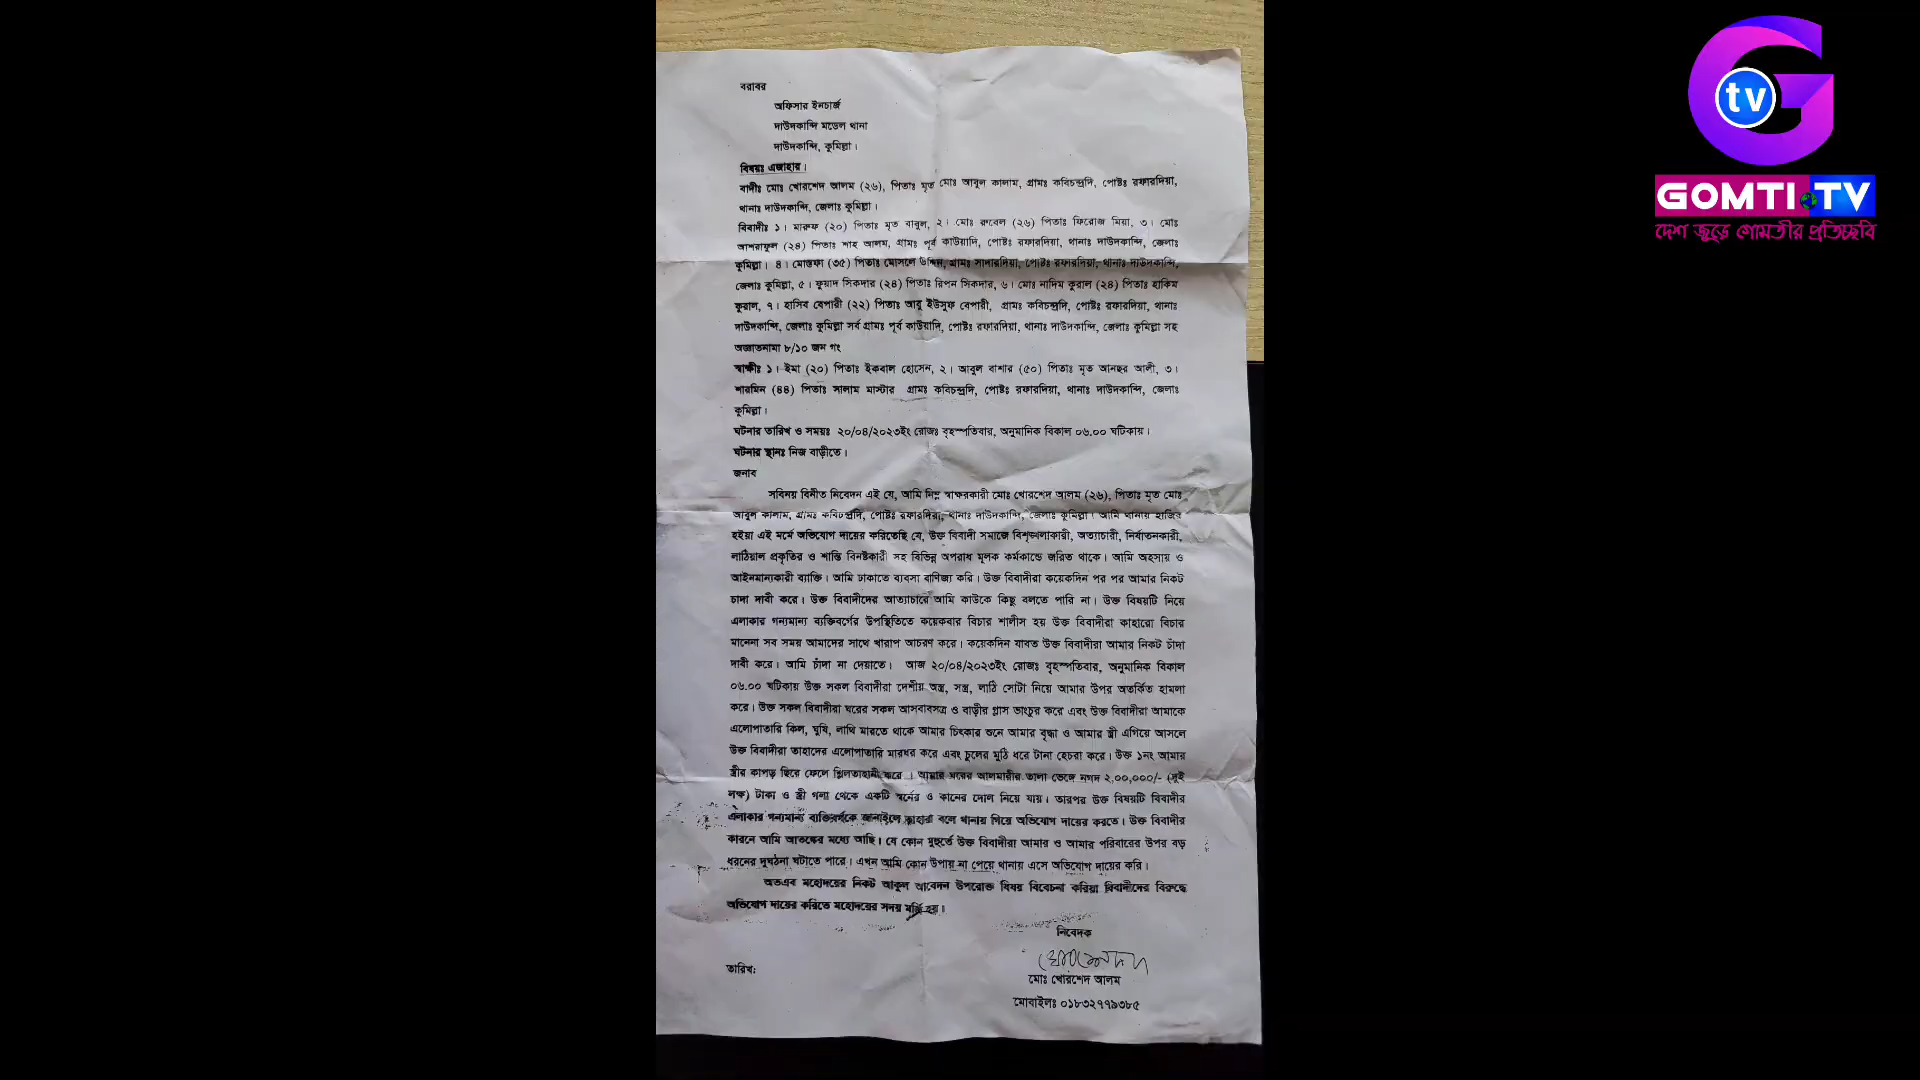 বরাবর
অফিসার ইনচার্জ
দাউদকান্দি মডেল থানা
দাউদকান্দি, কুমিল্লা।
বিষয়ঃ এজাহার।
বাদীঃ মোঃ খোরশেদ আলম (২৬), পিতাঃ মৃত মোঃ আবুল কালাম, গ্রামঃ কবিচন্দ্রদি, পোষ্টঃ রফারদিয়া,
থানাঃ দাউদকান্দি, জেলাঃ কুমিল্লা।
বিবাদীঃ ১। মারুফ (২০) পিতাঃ মৃত বাবুল, ২। মোঃ রুবেল (২৬) পিতাঃ ফিরোজ মিয়া, ৩। মোঃ
আশরাফুল (২৪) পিতাঃ শাহ আলম, গ্রামঃ পূর্ব কাউয়াদি, পোষ্টঃ রফারদিয়া, থানাঃ দাউদকান্দি, জেলাঃ
কুমিল্লা। ৪। মোস্তফা (৩৫) পিতাঃ মোসলে উদ্দিন, গ্রামঃ সাদারদিয়া, পোষ্টঃ রফারদিয়া, থানাঃ দাউদকান্দি,
জেলাঃ কুমিল্লা, ৫। ফুয়াদ সিকদার (২৪) পিতাঃ রিপন সিকদার, ৬। মোঃ নাদিম কুরাল (২৪) পিতাঃ হাকিম
কুরাল, ৭। হাসিব বেপারী (২২) পিতাঃ আবু ইউসুফ বেপারী, গ্রামঃ কবিচন্দ্রদি, পোষ্টঃ রফারদিয়া, থানাঃ
দাউদকান্দি, জেলাঃ কুমিল্লা সর্ব গ্রামঃ পূর্ব কাউয়াদি, পোষ্টঃ রফারদিয়া, থানাঃ দাউদকান্দি, জেলাঃ কুমিল্লা সহ
অজ্ঞাতনামা ৮/১০ জন গং
স্বাক্ষীঃ ১। ইমা (২০) পিতাঃ ইকবাল হোসেন, ২। আবুল বাশার (৫০) পিতাঃ মৃত আনছর আলী, ৩।
শারমিন (৪৪) পিতাঃ সালাম মাস্টার গ্রামঃ কবিচন্দ্রদি, পোষ্টঃ রফারদিয়া, থানাঃ দাউদকান্দি, জেলাঃ
কুমিল্লা।
ঘটনার তারিখ ও সময়ঃ ২০/০৪/২০২৩ইং রোজঃ বৃহস্পতিবার, অনুমানিক বিকাল ০৬.০০ ঘটিকায়।
ঘটনার স্থানঃ নিজ বাড়ীতে।
জনাব
সবিনয় বিনীত নিবেদন এই যে, আমি নিম্ন স্বাক্ষরকারী মোঃ খোরশেদ আলম (২৬), পিতাঃ মৃত মোঃ
আবুল কালাম, গ্রামঃ কবিচন্দ্রদি, পোষ্টঃ রফারদিয়া, থানাঃ দাউদকান্দি, জেলাঃ কুমিল্লা। আমি থানায় হাজির
হইয়া এই মর্মে অভিযোগ দায়ের করিতেছি যে, উক্ত বিবাদী সমাজে বিশৃঙ্খলাকারী, অত্যাচারী, নির্যাতনকারী,
লাঠিয়াল প্রকৃতির ও শান্তি বিনষ্টকারী সহ বিভিন্ন অপরাধ মূলক কর্মকান্ডে জরিত থাকে। আমি অহসায় ও
আইনমান্যকারী ব্যাক্তি। আমি ঢাকাতে ব্যবসা বাণিজ্য করি। উক্ত বিবাদীরা কয়েকদিন পর পর আমার নিকট
চাদা দাবী করে। উক্ত বিবাদীদের আত্যাচারে আমি কাউকে কিছু বলতে পারি না। উক্ত বিষয়টি নিয়ে
এলাকার গন্যমান্য ব্যক্তিবর্গের উপস্থিতিতে কয়েকবার বিচার শালীস হয় উক্ত বিবাদীরা কাহারো বিচার
মানেনা সব সময় আমাদের সাথে খারাপ আচরণ করে। কয়েকদিন যাবত উক্ত বিবাদীরা আমার নিকট চাঁদা
দাবী করে। আমি চাঁদা না দেয়াতে। আজ ২০/০৪/২০২৩ইং রোজঃ বৃহস্পতিবার, অনুমানিক বিকাল
০৬.০০ ঘটিকায় উক্ত সকল বিবাদীরা দেশীয় অস্ত্র, সস্ত্র, লাঠি সোটা নিয়ে আমার উপর অতর্কিত হামলা
করে। উক্ত সকল বিবাদীরা ঘরের সকল আসবাবসত্র ও বাড়ীর গ্লাস ভাংচুর করে এবং উক্ত বিবাদীরা আমাকে
এলোপাতারি কিল, ঘুষি, লাথি মারতে থাকে আমার চিৎকার শুনে আমার বৃদ্ধা ও আমার স্ত্রী এগিয়ে আসলে
উক্ত বিবাদীরা তাহাদের এলোপাতারি মারধর করে এবং চুলের মুঠি ধরে টানা হেচরা করে। উক্ত ১নং আমার
স্ত্রীর কাপড় ছিরে ফেলে শ্লিলতাহানী করে। আমার ঘরের আলমারীর তালা ভেঙ্গে নগদ ২,০০,০০০/- (দুই
লক্ষ) টাকা ও স্ত্রী গলা থেকে একটি স্বর্নের ও কানের দোল নিয়ে যায়। তারপর উক্ত বিষয়টি বিবাদীর
এলাকার গন্যমান্য ব্যক্তিবর্গকে জানাইলে তাহারা বলে থানায় গিয়ে অভিযোগ দায়ের করতে। উক্ত বিবাদীর
কারনে আমি আতঙ্কের মধ্যে আছি। যে কোন মুহুর্তে উক্ত বিবাদীরা আমার ও আমার পরিবারের উপর বড়
ধরনের দুঘঠনা ঘটাতে পারে। এখন আমি কোন উপায় না পেয়ে থানায় এসে অভিযোগ দায়ের করি।
অতএব মহোদয়ের নিকট আকুল আবেদন উপরোক্ত বিষয় বিবেচনা করিয়া বিবাদীদের বিরুদ্ধে
অভিযোগ দায়ের করিতে মহোদয়ের সদয় মর্জি হয়।
নিবেদক
খোরশেদ
মোঃ খোরশেদ আলম
মোবাইলঃ ০১৮৩২৭৭৯৩৮৫
তারিখ:
G tv
GOMTI TV
দেশ জুড়ে গোমতীর প্রতিচ্ছবি